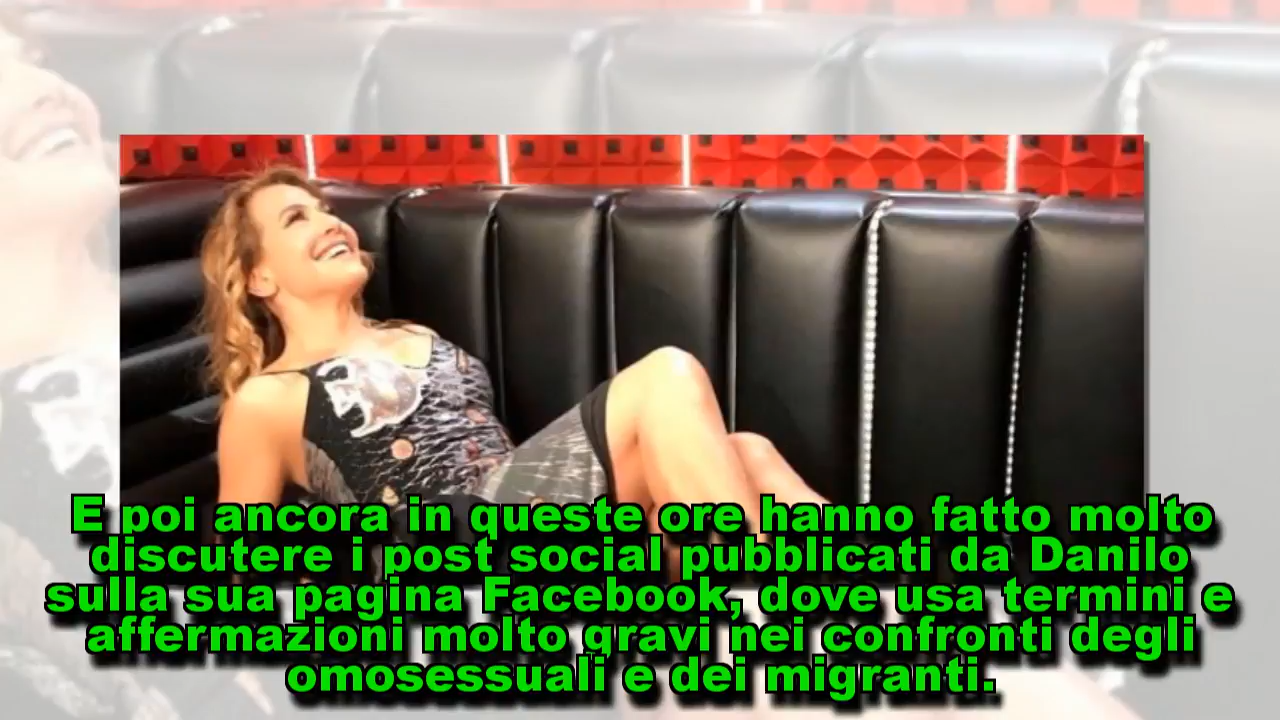 E poi ancora in queste ore hanno fatto molto
discutere i post social pubblicati da Danilo
sulla sua pagina Facebook, dove usa termini e
affermazioni molto gravi nei confronti degli
omosessuali e dei migranti.